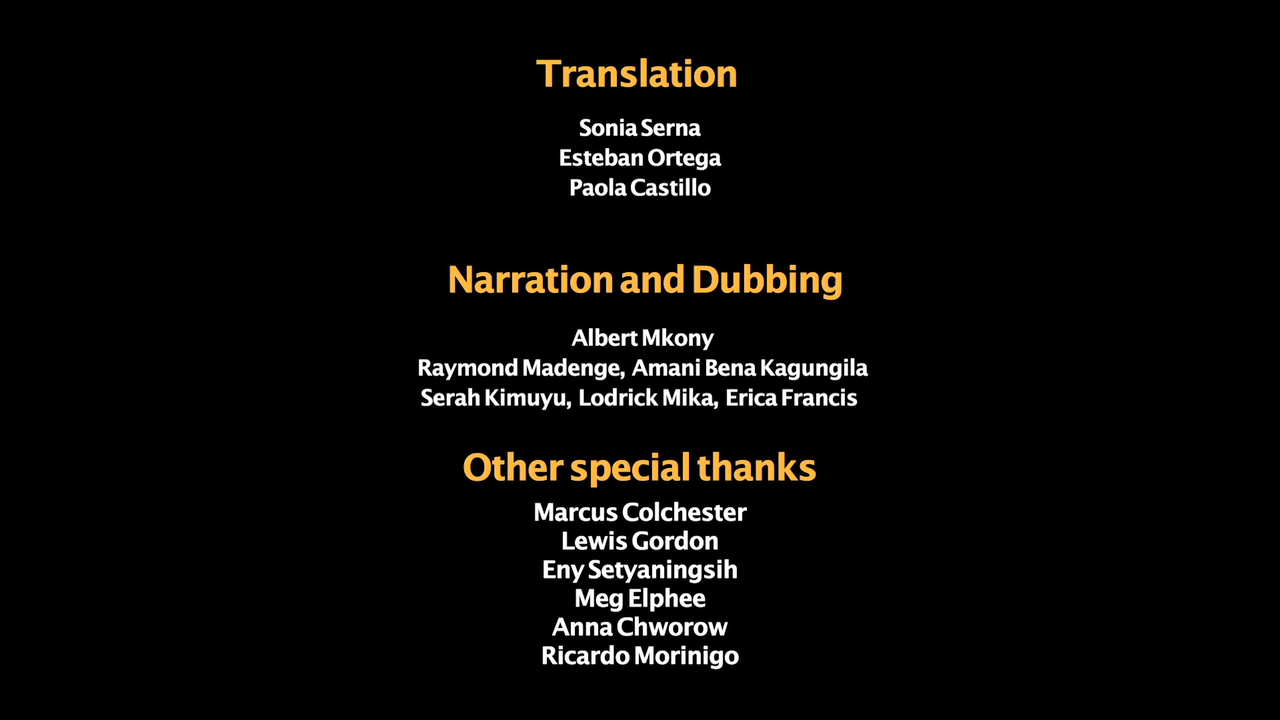 Translation
Sonia Serna
Esteban Ortega
Paola Castillo
Narration and Dubbing
Albert Mkony
Raymond Madenge, Amani Bena Kagungila
Serah Kimuyu, Lodrick Mika, Erica Francis
Other special thanks
Marcus Colchester
Lewis Gordon
Eny Setyaningsih
Meg Elphee
Anna Chworow
Ricardo Morinigo